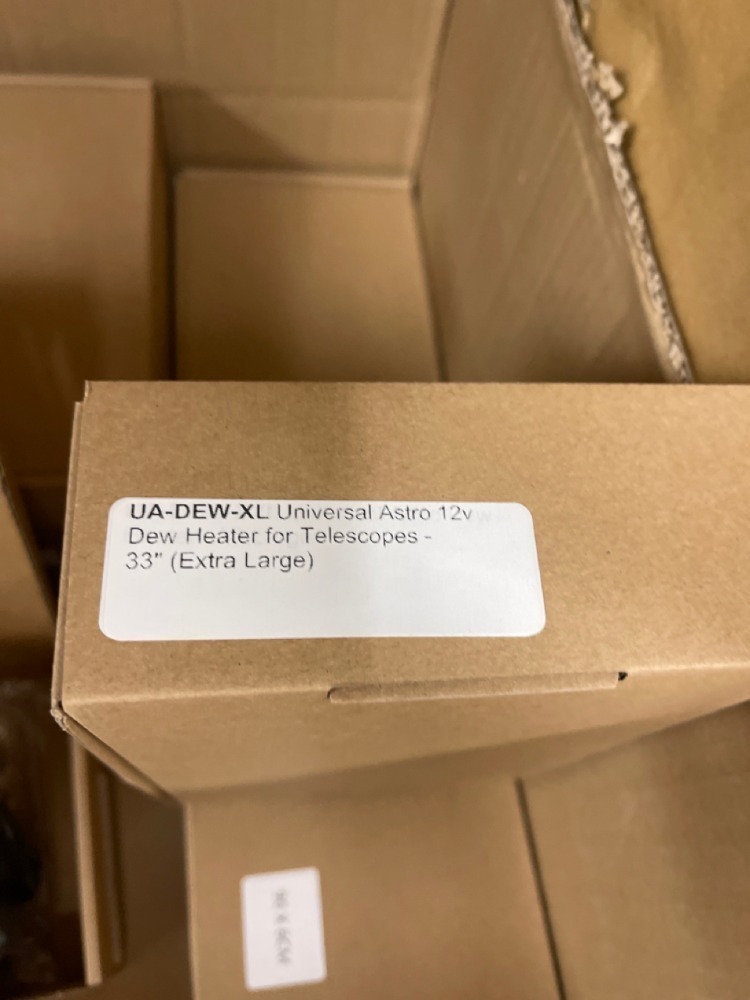 UA-DEW-XL Universal Astro 12v
Dew Heater for Telescopes -
33" (Extra Large)